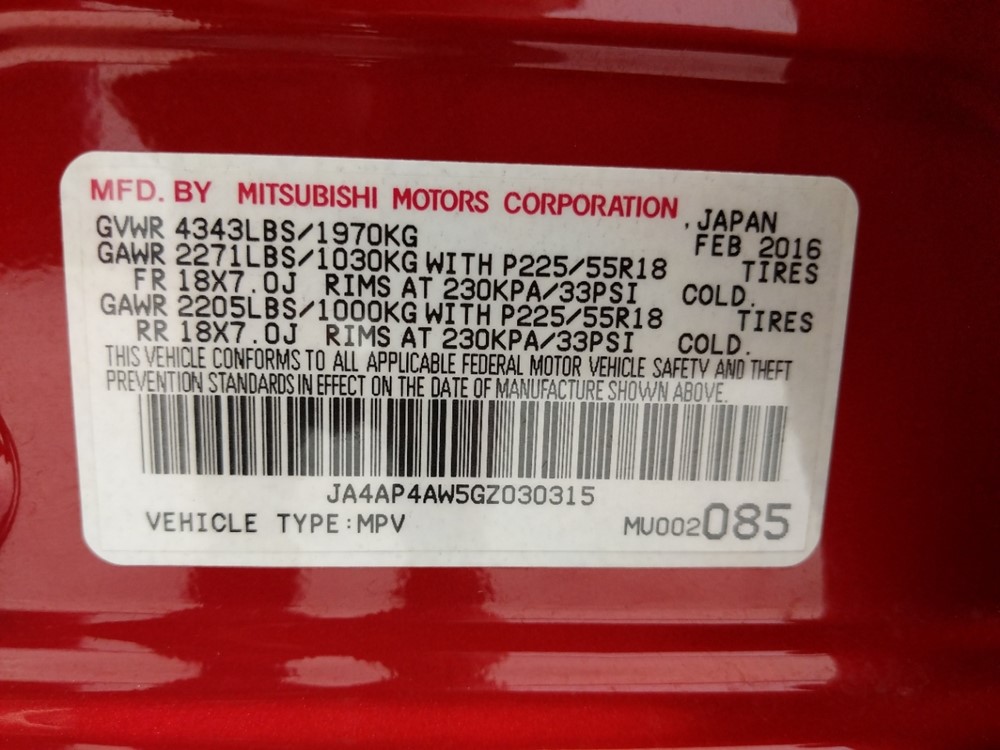 MFD. BY MITSUBISHI MOTORS CORPORATION, JAPAN
GVWR 4343LBS/1970KG FEB 2016
GAWR 2271LBS/1030KG WITH P225/55R18 TIRES
FR 18X7.0J RIMS AT 230KPA/33PSI COLD.
GAWR 2205LBS/1000KG WITH P225/55R18 TIRES
RR 18X7.0J RIMS AT 230KPA/33PSI COLD.
THIS VEHICLE CONFORMS TO ALL APPLICABLE FEDERAL MOTOR VEHICLE SAFETY AND THEFT
PREVENTION STANDARDS IN EFFECT ON THE DATE OF MANUFACTURE SHOWN ABOVE.
JA4AP4AW5GZ030315
VEHICLE TYPE:MPV MU002085